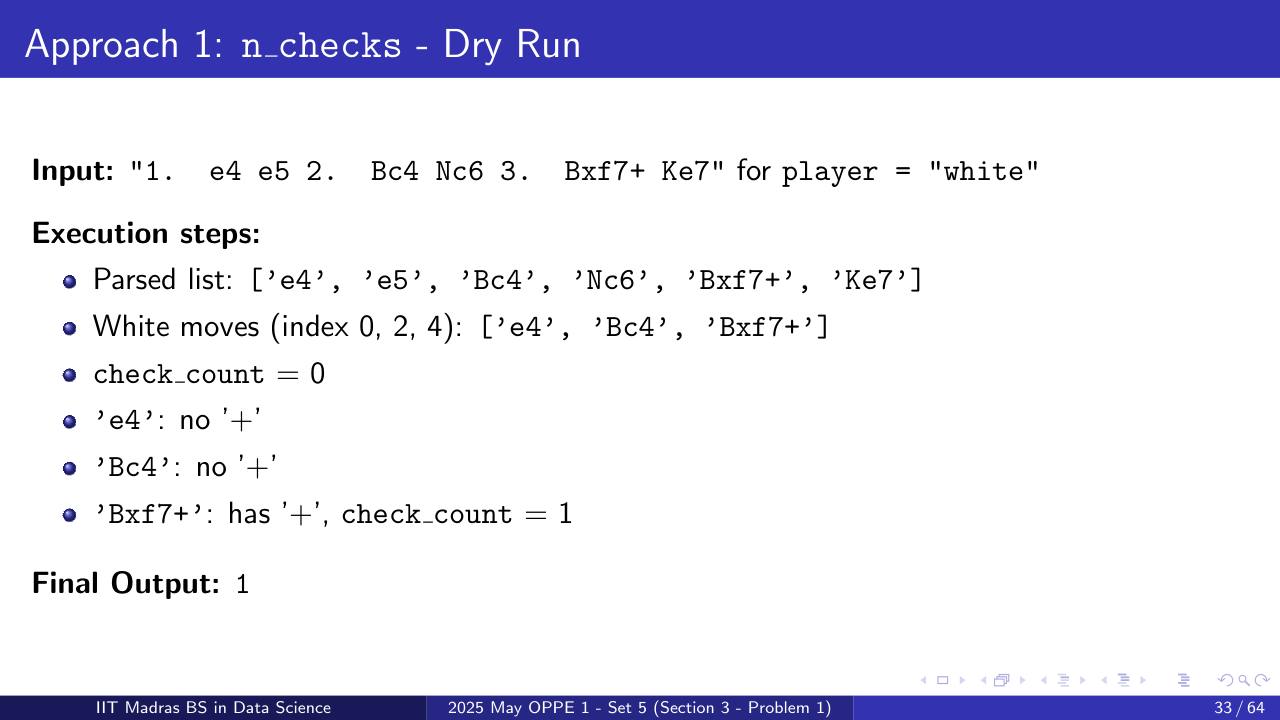 Approach 1: n_checks - Dry Run
Input: "1. e4 e5 2. Bc4 Nc6 3. Bxf7+ Ke7" for player = "white"
Execution steps:
Parsed list: [’e4’, ’e5’, ’Bc4’, ’Nc6’, ’Bxf7+’, ’Ke7’]
White moves (index 0, 2, 4): [’e4’, ’Bc4’, ’Bxf7+’]
check_count = 0
’e4’: no ’+’
’Bc4’: no ’+’
’Bxf7+’: has ’+’, check_count = 1
Final Output: 1
IIT Madras BS in Data Science 2025 May OPPE 1 - Set 5 (Section 3 - Problem 1) 33 / 64